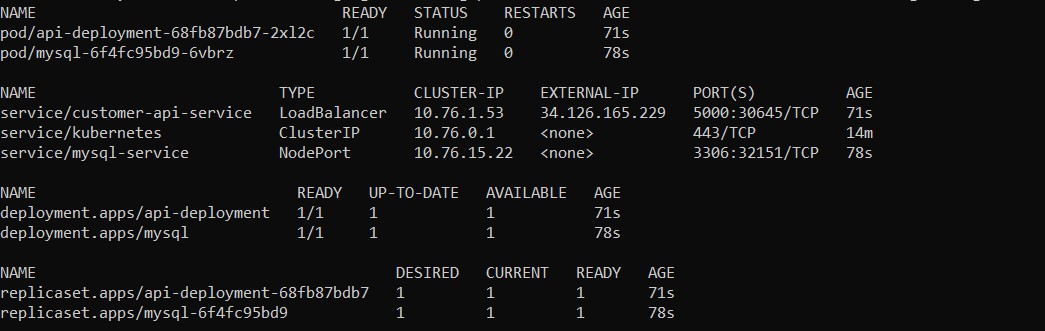 NAME READY STATUS RESTARTS AGE
pod/api-deployment-68fb87bdb7-2xl2c 1/1 Running 0 71s
pod/mysql-6f4fc95bd9-6vbrz 1/1 Running 0 78s
NAME TYPE CLUSTER-IP EXTERNAL-IP PORT(S) AGE
service/customer-api-service LoadBalancer 10.76.1.53 34.126.165.229 5000:30645/TCP 71s
service/kubernetes ClusterIP 10.76.0.1 <none> 443/TCP 14m
service/mysql-service NodePort 10.76.15.22 <none> 3306:32151/TCP 78s
NAME READY UP-TO-DATE AVAILABLE AGE
deployment.apps/api-deployment 1/1 1 1 71s
deployment.apps/mysql 1/1 1 1 78s
NAME DESIRED CURRENT READY AGE
replicaset.apps/api-deployment-68fb87bdb7 1 1 1 71s
replicaset.apps/mysql-6f4fc95bd9 1 1 1 78s